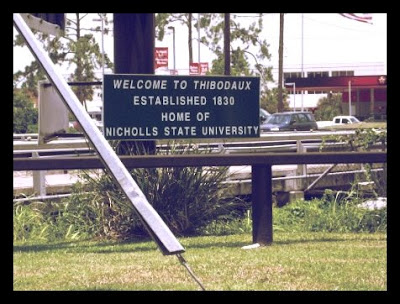 WELCOME TO THIBODAUX
ESTABLISHED 1830
HOME OF
NICHOLLS STATE UNIVERSITY